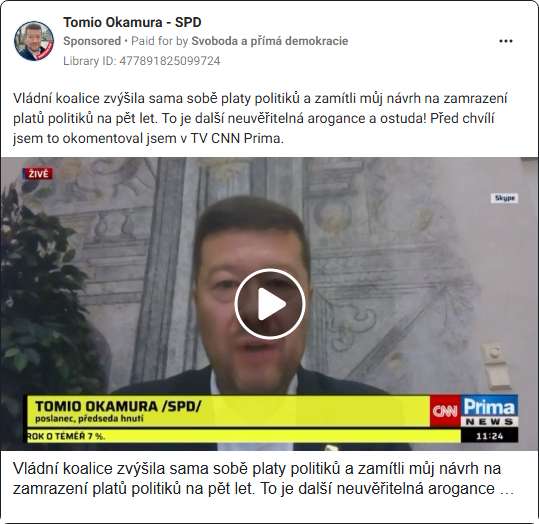 Tomio Okamura - SPD
Sponsored • Paid for by Svoboda a přímá demokracie
Library ID: 477891825099724
Vládní koalice zvýšila sama sobě platy politiků a zamítli můj návrh na zamrazení
platů politiků na pět let. To je další neuvěřitelná arogance a ostuda! Před chvílí
jsem to okomentoval jsem v TV CNN Prima.
ŽIVĚ
Skype
TOMIO OKAMURA /SPD/
poslanec, předseda hnutí
CNN Prima
NEWS
ROK O TÉMĚŘ 7 %.
11:24
Vládní koalice zvýšila sama sobě platy politiků a zamítli můj návrh na
zamrazení platů politiků na pět let. To je další neuvěřitelná arogance ...